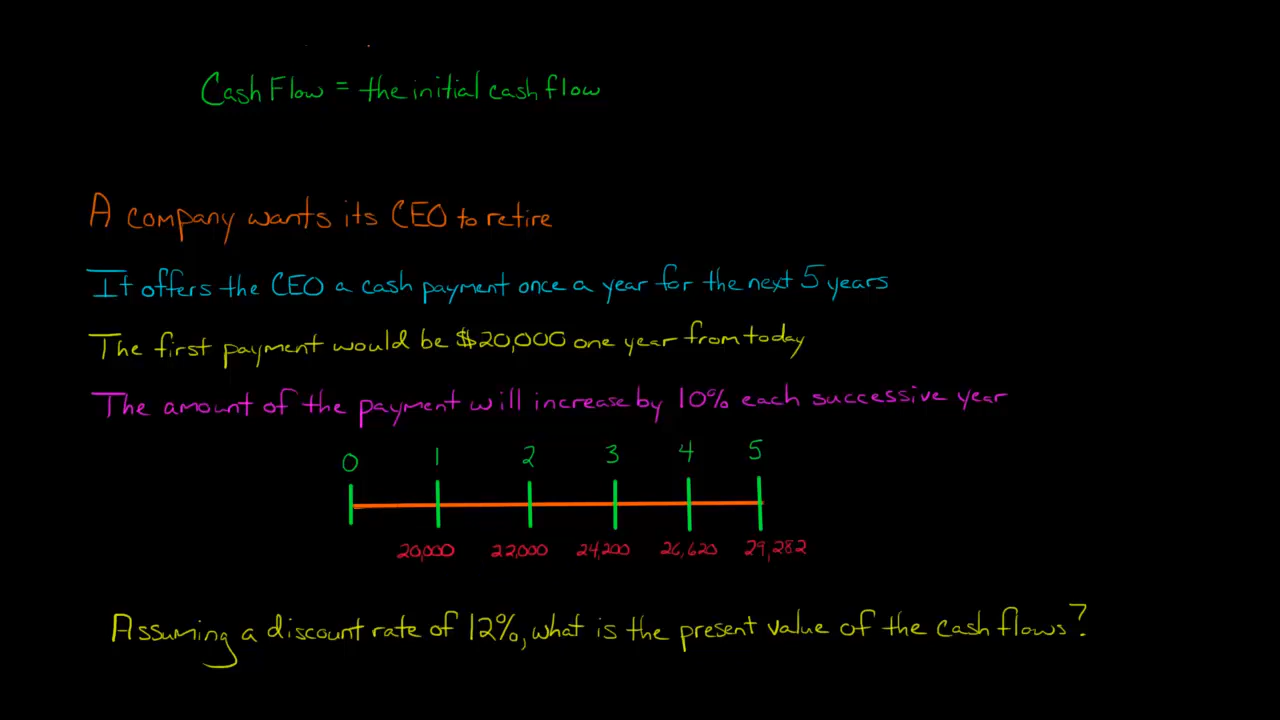 Cash Flow = the initial cash flow
A company wants its CEO to retire
It offers the CEO a cash payment once a year for the next 5 years
The first payment would be $20,000 one year from today
The amount of the payment will increase by 10% each successive year
0 1 2 3 4 5
20,000 22,000 24,200 26,620 29,282
Assuming a discount rate of 12%, what is the present value of the cash flows?